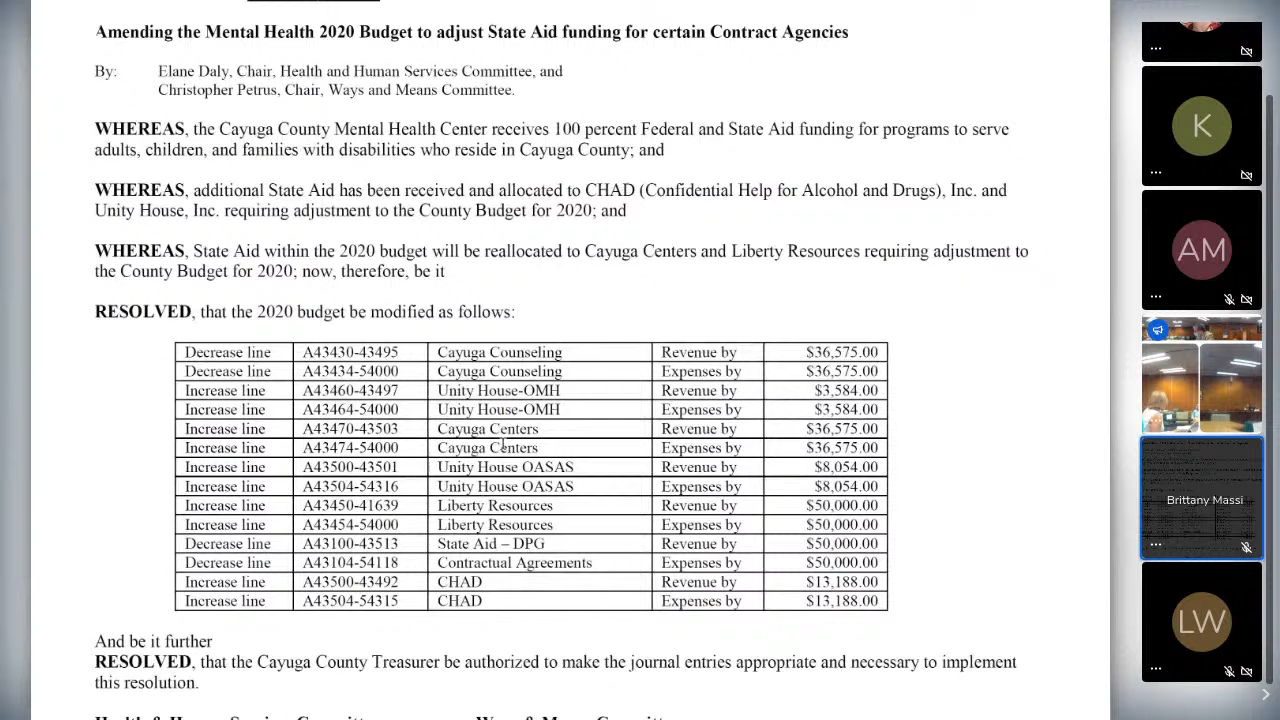 Amending the Mental Health 2020 Budget to adjust State Aid funding for certain Contract Agencies
By: Elane Daly, Chair, Health and Human Services Committee, and
Christopher Petrus, Chair, Ways and Means Committee.
WHEREAS, the Cayuga County Mental Health Center receives 100 percent Federal and State Aid funding for programs to serve
adults, children, and families with disabilities who reside in Cayuga County; and
WHEREAS, additional State Aid has been received and allocated to CHAD (Confidential Help for Alcohol and Drugs), Inc. and
Unity House, Inc. requiring adjustment to the County Budget for 2020; and
WHEREAS, State Aid within the 2020 budget will be reallocated to Cayuga Centers and Liberty Resources requiring adjustment to
the County Budget for 2020; now, therefore, be it
RESOLVED, that the 2020 budget be modified as follows:
Decrease line A43430-43495 Cayuga Counseling Revenue by $36,575.00
Decrease line A43434-54000 Cayuga Counseling Expenses by $36,575.00
Increase line A43460-43497 Unity House-OMH Revenue by $3,584.00
Increase line A43464-54000 Unity House-OMH Expenses by $3,584.00
Increase line A43470-43503 Cayuga Centers Revenue by $36,575.00
Increase line A43474-54000 Cayuga Centers Expenses by $36,575.00
Increase line A43500-43501 Unity House OASAS Revenue by $8,054.00
Increase line A43504-54316 Unity House OASAS Expenses by $8,054.00
Increase line A43450-41639 Liberty Resources Revenue by $50,000.00
Increase line A43454-54000 Liberty Resources Expenses by $50,000.00
Decrease line A43100-43513 State Aid – DPG Revenue by $50,000.00
Decrease line A43104-54118 Contractual Agreements Expenses by $50,000.00
Increase line A43500-43492 CHAD Revenue by $13,188.00
Increase line A43504-54315 CHAD Expenses by $13,188.00
And be it further
RESOLVED, that the Cayuga County Treasurer be authorized to make the journal entries appropriate and necessary to implement
this resolution.
K
AM
Brittany Massi
LW